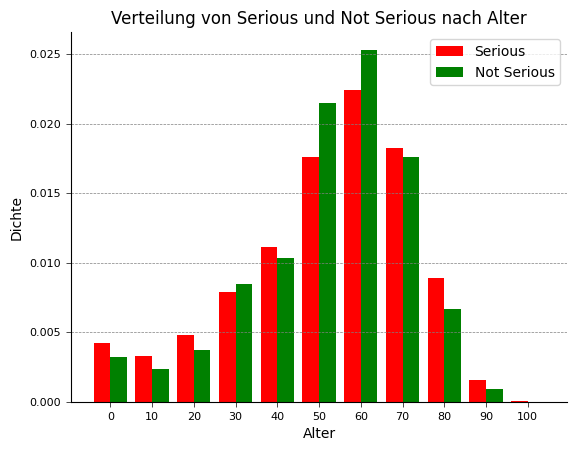 Verteilung von Serious und Not Serious nach Alter
Serious
Not Serious
Dichte
0.025
0.020
0.015
0.010
0.005
0.000
0 10 20 30 40 50 60 70 80 90 100
Alter